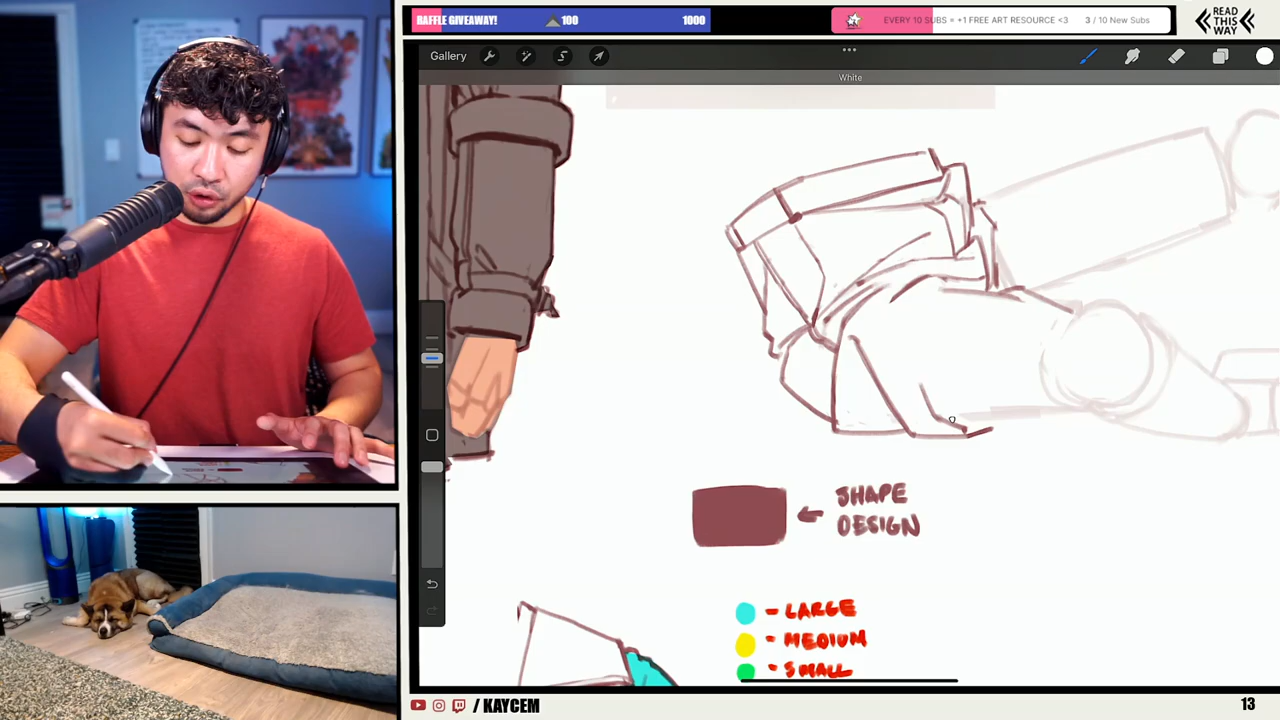 RAFFLE GIVEAWAY!
100
1000
EVERY 10 SUBS = +1 FREE ART RESOURCE <3
3 / 10 New Subs
READ
THIS
WAY
Gallery
White
SHAPE
DESIGN
- LARGE
- MEDIUM
- SMALL
/ KAYCEM
13